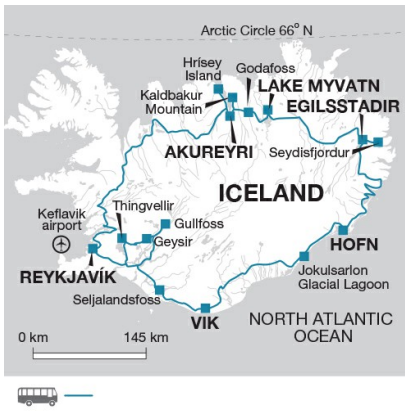 Arctic Circle 66° N
Hrísey
Island
Godafoss
Kaldbakur
Mountain
LAKE MYVATN
EGILSSTADIR
AKUREYRI
Seydisfjordur
ICELAND
Thingvellir
Keflavik
airport
Gullfoss
Geysir
HOFN
REYKJAVÍK
Jokulsarlon
Glacial Lagoon
Seljalandsfoss
VIK
NORTH ATLANTIC
OCEAN
0 km
145 km